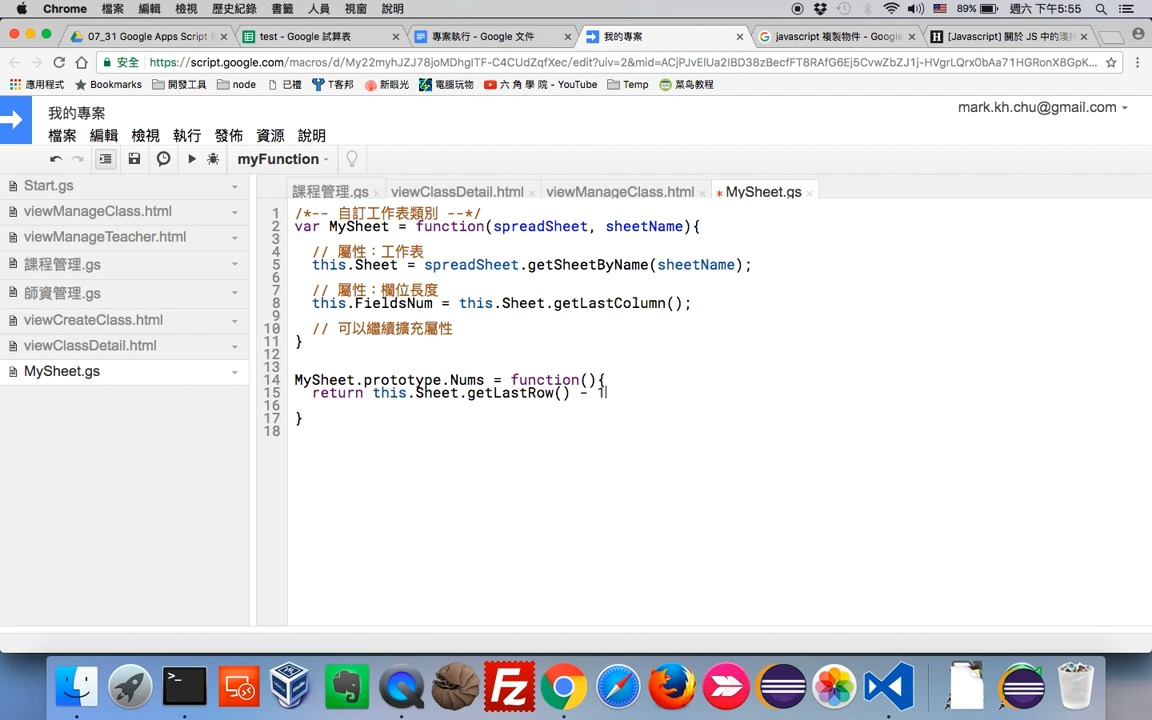 Chrome 檔案 編輯 檢視 歷史紀錄 書籤 人員 視窗 說明 89% 週六 下午5:55
07_31 Google Apps Script test - Google 試算表 專案執行 - Google 文件 我的專案 javascript 複製物件 - Google [Javascript] 關於 JS 中的淺
安全 https://script.google.com/macros/d/
應用程式 Bookmarks 開發工具 node 已禮 T客邦 新眼光 電腦玩物 六 角 學 院 - YouTube Temp 菜鳥教程
我的專案 mark.kh.chu@gmail.com
檔案 編輯 檢視 執行 發佈 資源 說明
myFunction
Start.gs
viewManageClass.html
viewManageTeacher.html
課程管理.gs
師資管理.gs
viewCreateClass.html
viewClassDetail.html
MySheet.gs
課程管理.gs × viewClassDetail.html × viewManageClass.html × * MySheet.gs ×
1 /*-- 自訂工作表類別 --*/
2 var MySheet = function(spreadSheet, sheetName){
3
4 // 屬性：工作表
5 this.Sheet = spreadSheet.getSheetByName(sheetName);
6
7 // 屬性：欄位長度
8 this.FieldsNum = this.Sheet.getLastColumn();
9
10 // 可以繼續擴充屬性
11 }
12
13
14 MySheet.prototype.Nums = function(){
15 return this.Sheet.getLastRow() - 1
16
17 }
18